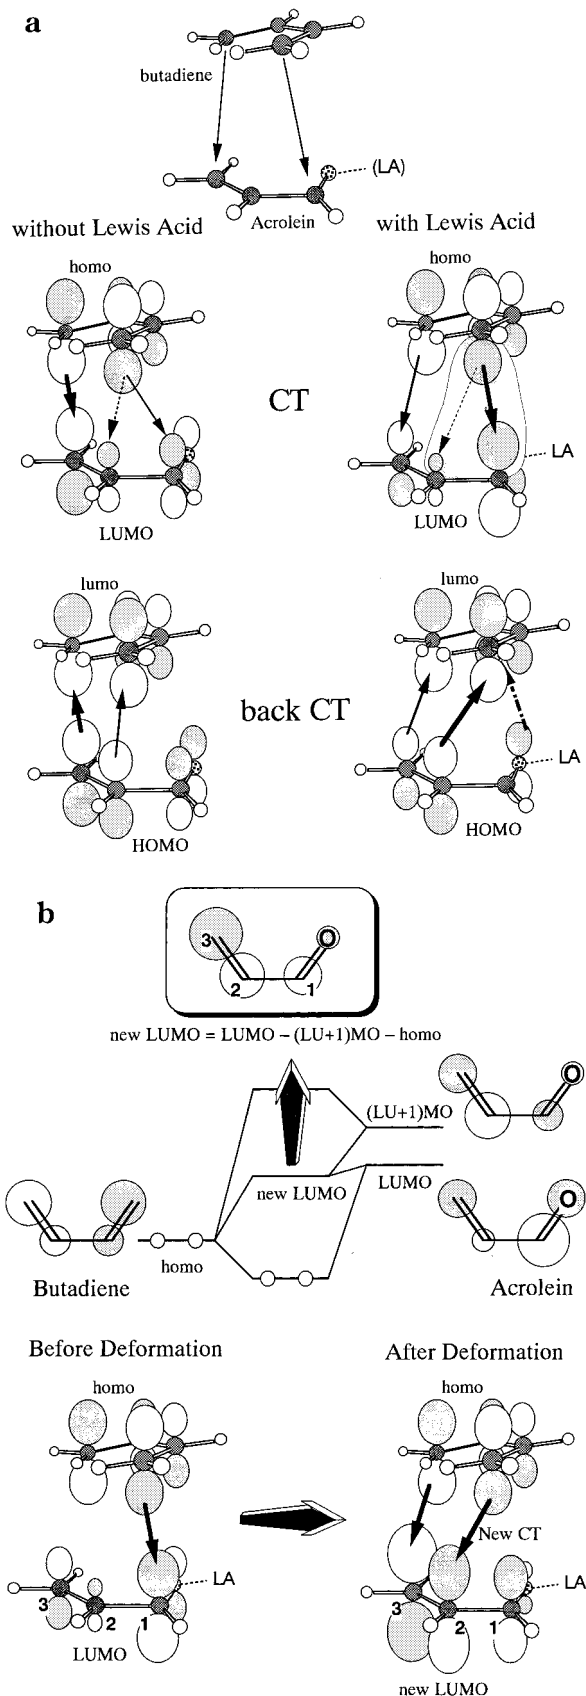 a
butadiene
(LA)
Acrolein
without Lewis Acid
with Lewis Acid
homo
homo
CT
LA
LUMO
LUMO
lumo
lumo
back CT
LA
HOMO
HOMO
b
3
O
2
1
new LUMO = LUMO – (LU+1)MO – homo
O
(LU+1)MO
new LUMO
LUMO
O
homo
Butadiene
Acrolein
Before Deformation
After Deformation
homo
homo
New CT
LA
LA
3
2
1
3
2
1
LUMO
new LUMO